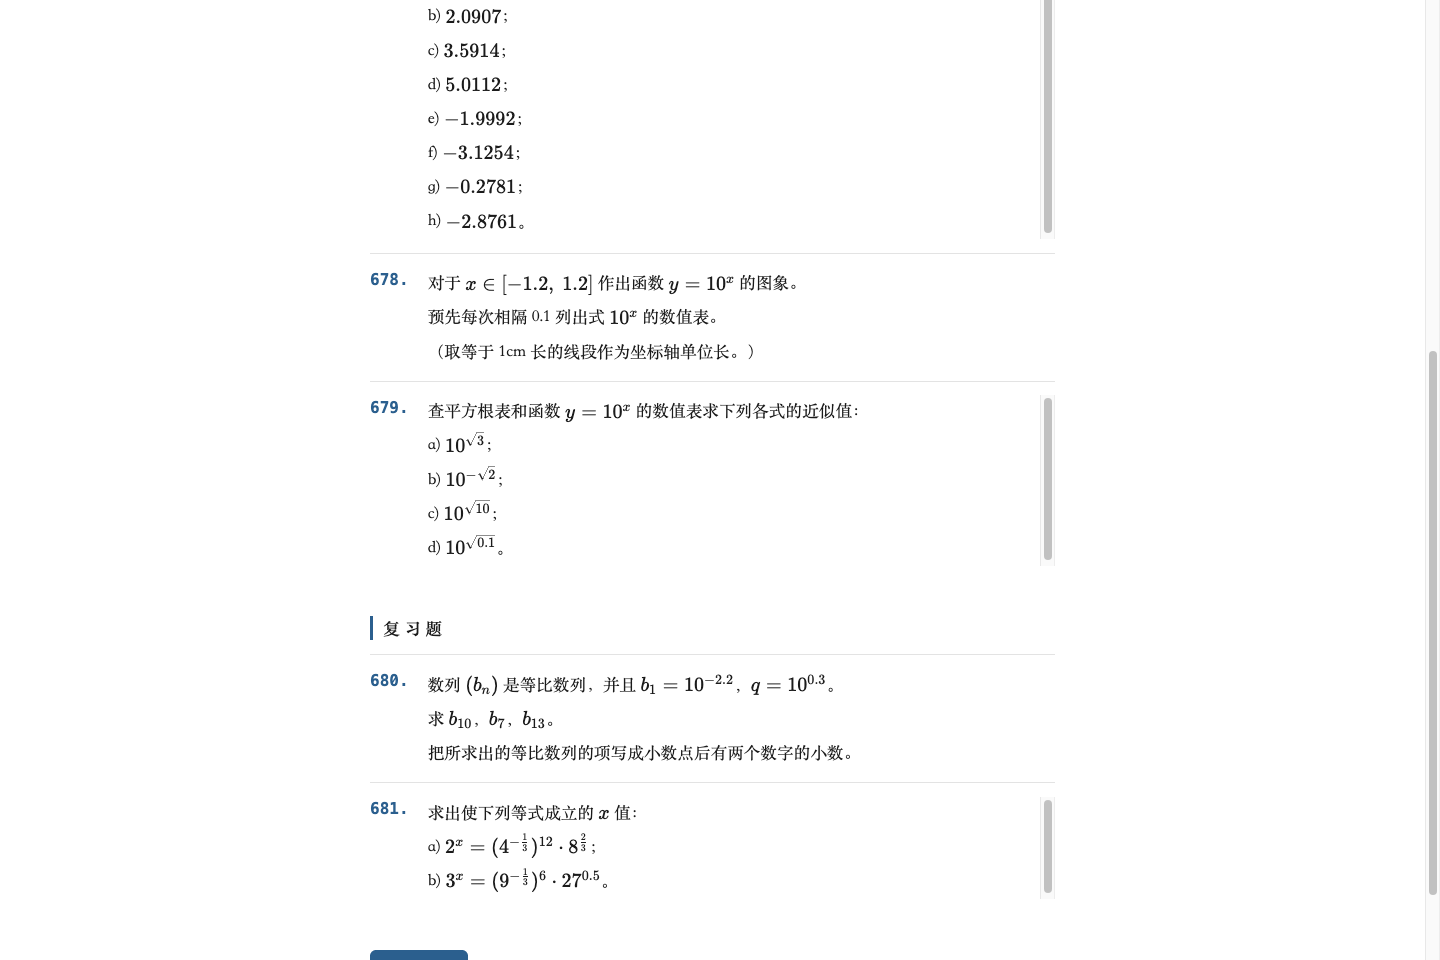 b) 2.0907;
c) 3.5914;
d) 5.0112;
e) −1.9992;
f) −3.1254;
g) −0.2781;
h) −2.8761。
678. 对于 x ∈ [−1.2, 1.2] 作出函数 y = 10^x 的图象。
预先每次相隔 0.1 列出式 10^x 的数值表。
（取等于 1cm 长的线段作为坐标轴单位长。）
679. 查平方根表和函数 y = 10^x 的数值表求下列各式的近似值：
a) 10^{√3};
b) 10^{−√2};
c) 10^{√10};
d) 10^{√0.1}。
复习题
680. 数列 (b_n) 是等比数列，并且 b_1 = 10^{−2.2}，q = 10^{0.3}。
求 b_{10}，b_7，b_{13}。
把所求出的等比数列的项写成小数点后有两个数字的小数。
681. 求出使下列等式成立的 x 值：
a) 2^x = (4^{−1/3})^{12} · 8^{2/3};
b) 3^x = (9^{−1/3})^6 · 27^{0.5}。